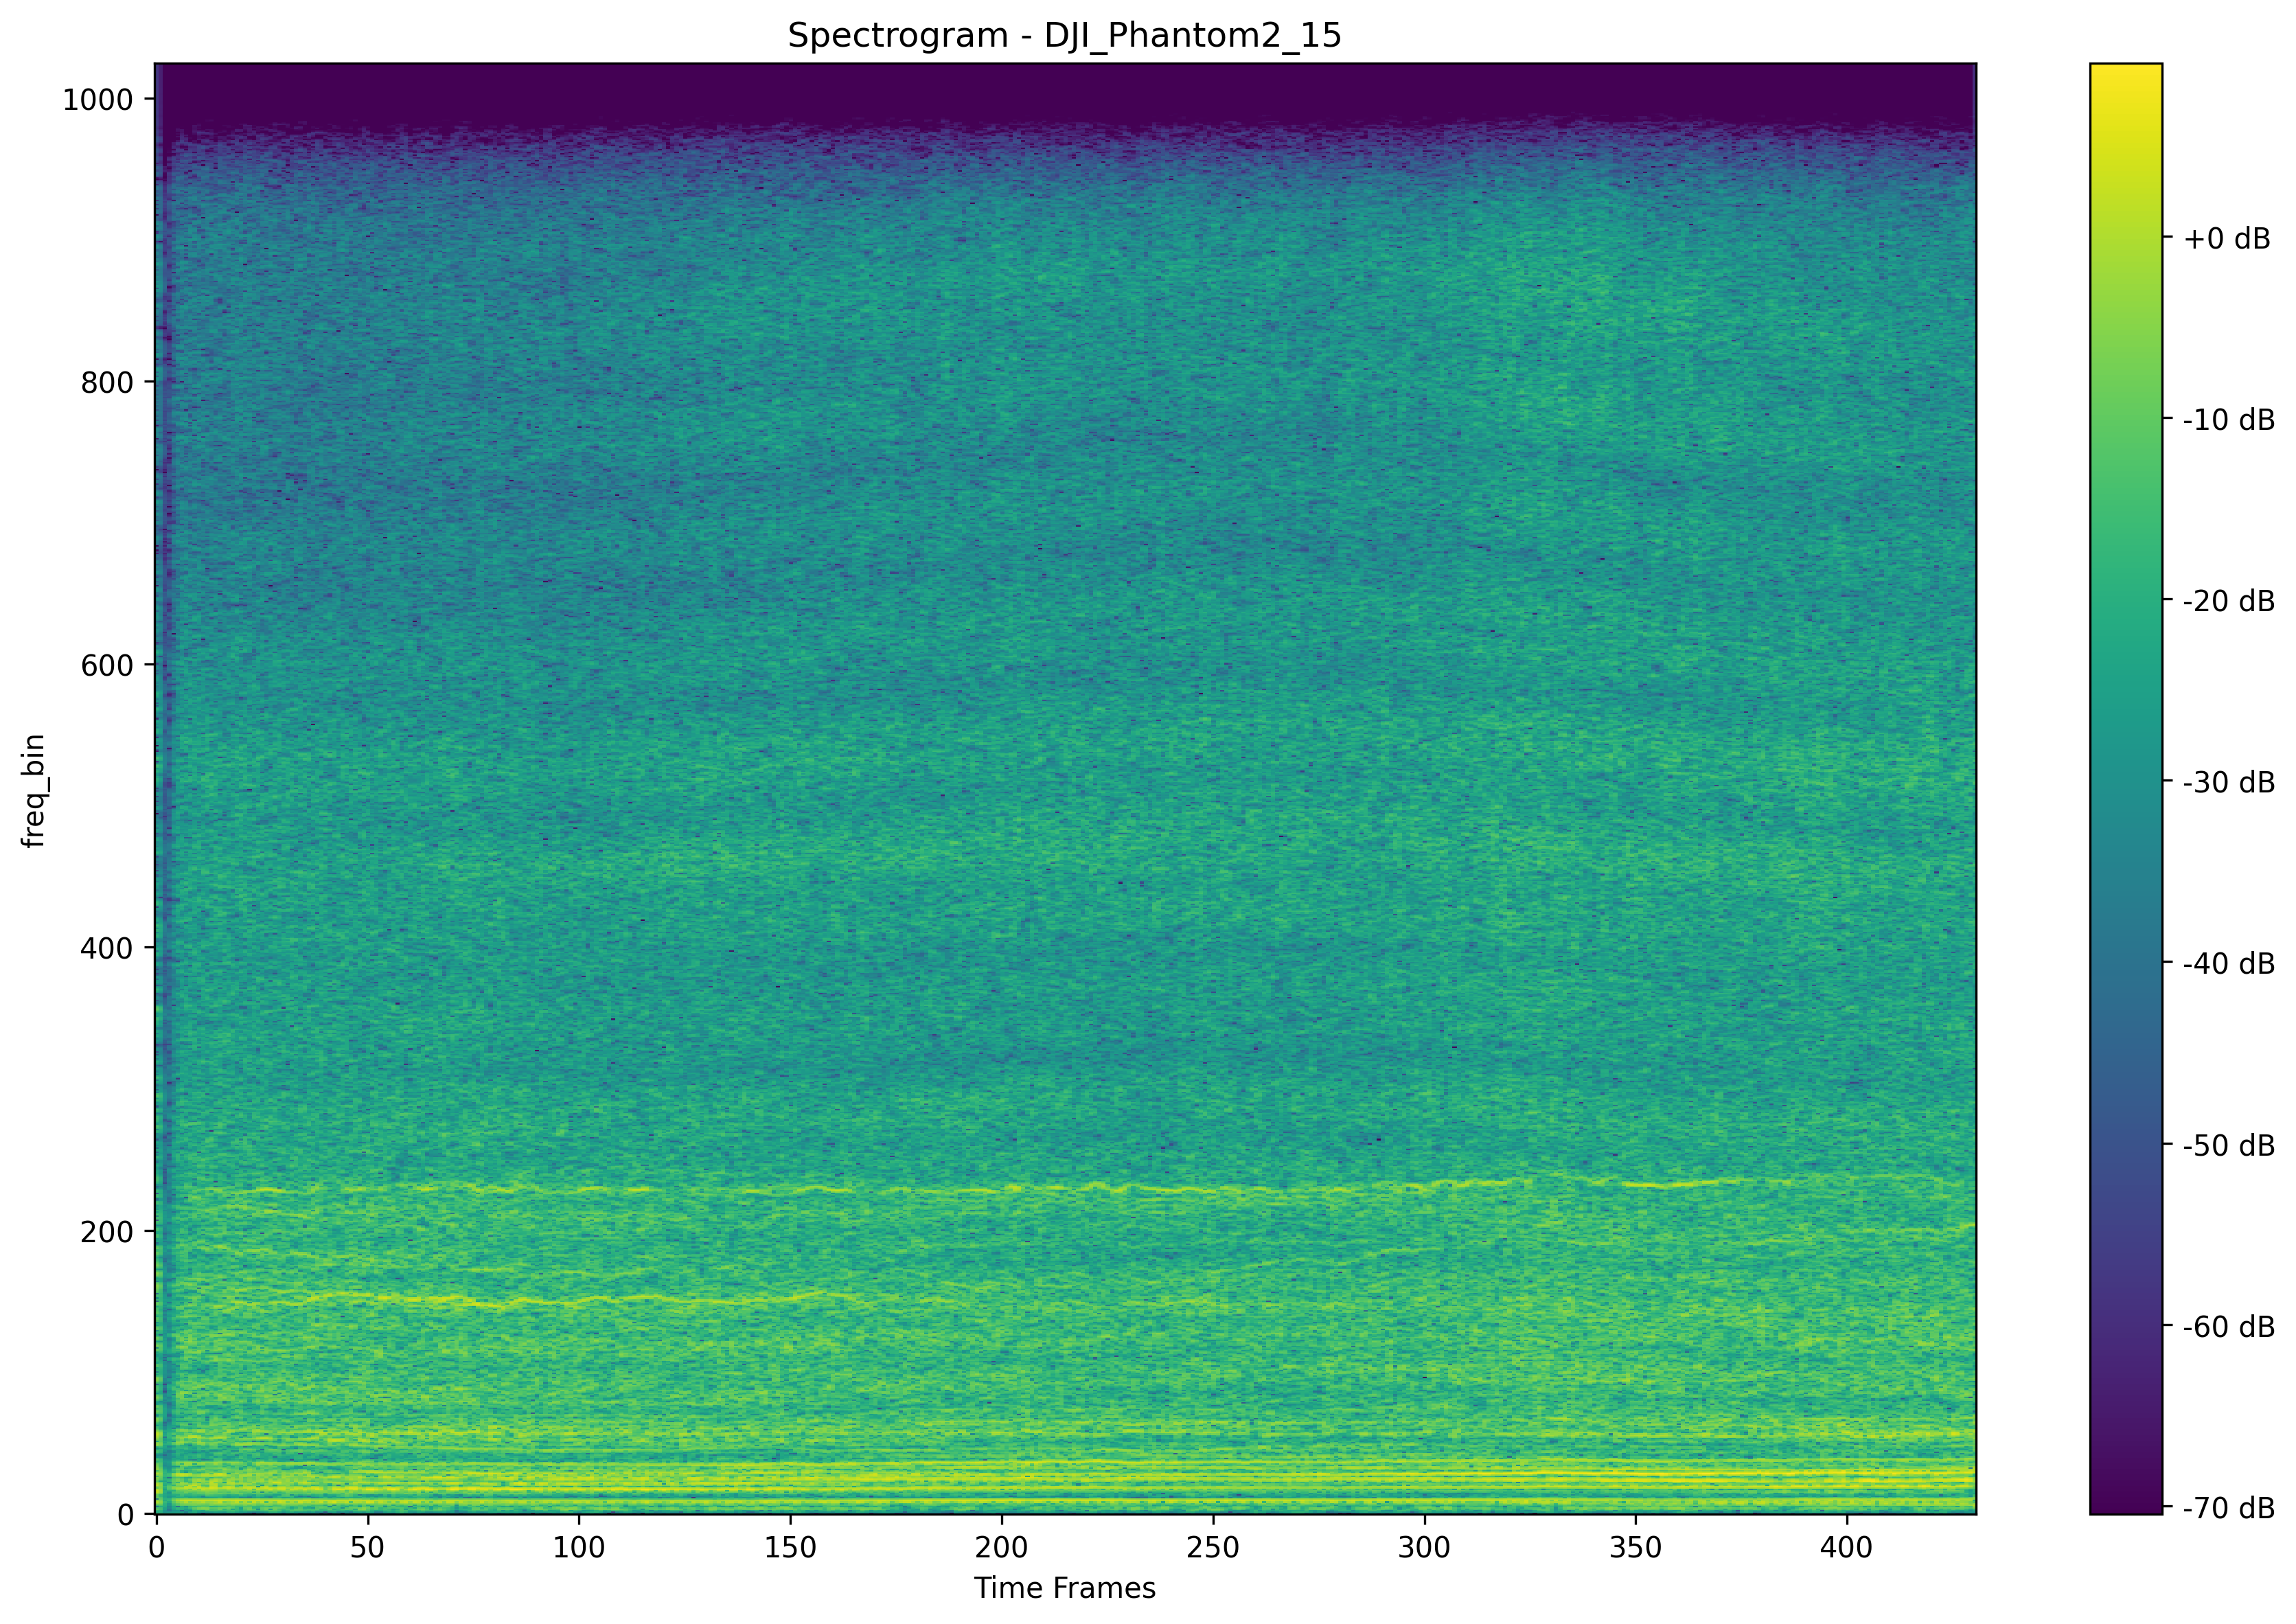 Spectrogram - DJI_Phantom2_15
1000
800
600
400
200
0
freq_bin
0 50 100 150 200 250 300 350 400
Time Frames
+0 dB
-10 dB
-20 dB
-30 dB
-40 dB
-50 dB
-60 dB
-70 dB